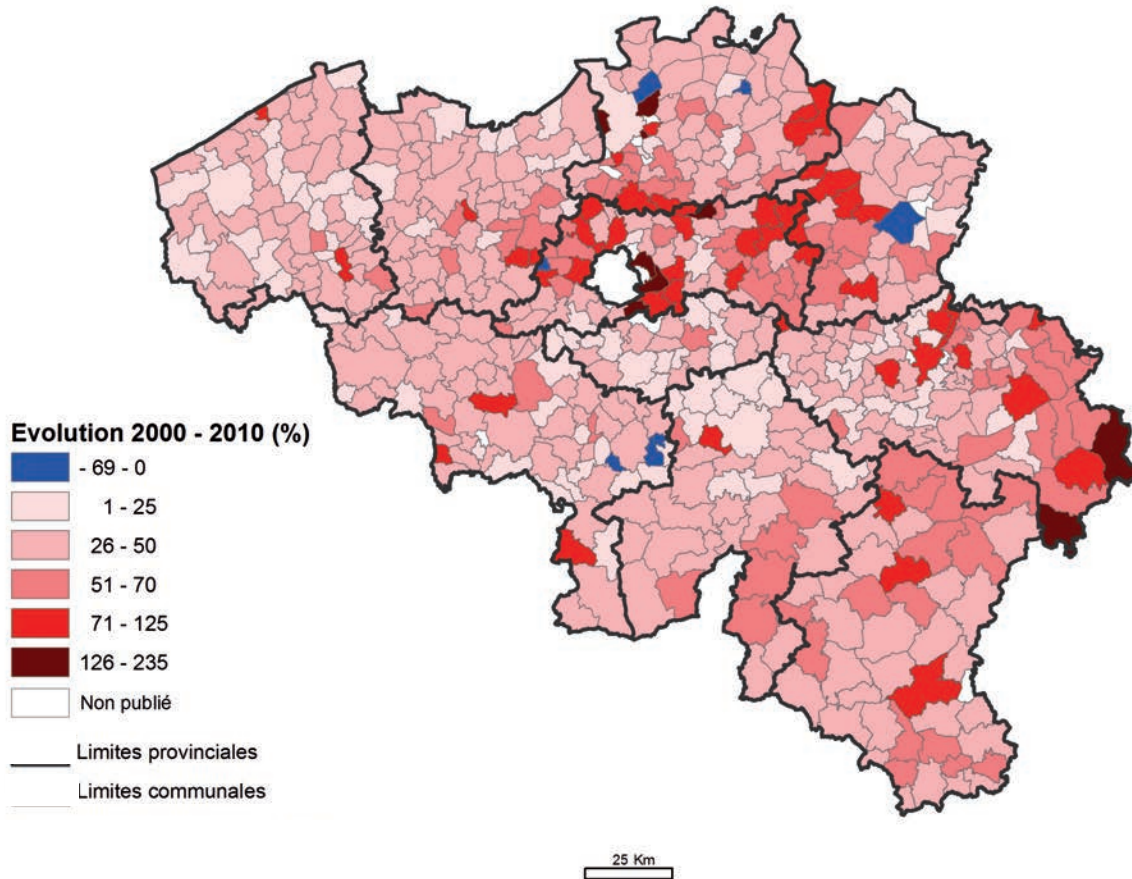 Evolution 2000 - 2010 (%)
- 69 - 0
1 - 25
26 - 50
51 - 70
71 - 125
126 - 235
Non publié
Limites provinciales
Limites communales
25 Km